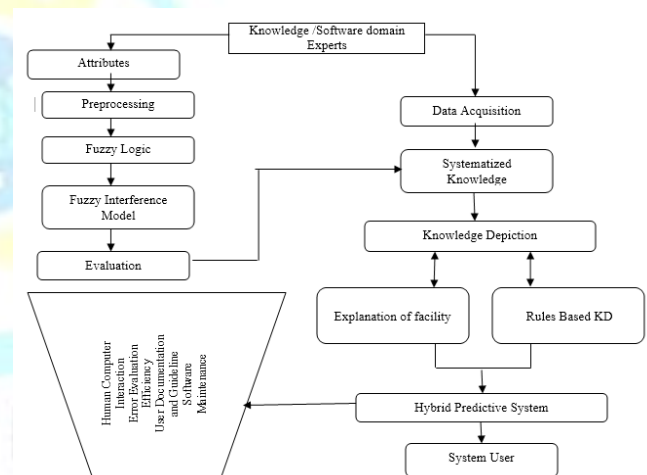 Knowledge /Software domain
Experts
Attributes
Preprocessing
Fuzzy Logic
Fuzzy Interference
Model
Evaluation
Data Acquisition
Systematized
Knowledge
Knowledge Depiction
Explanation of facility
Rules Based KD
Hybrid Predictive System
System User
Human Computer
Interaction
Error Evaluation
Efficiency
User Documentation
and Guideline
Software
Maintenance